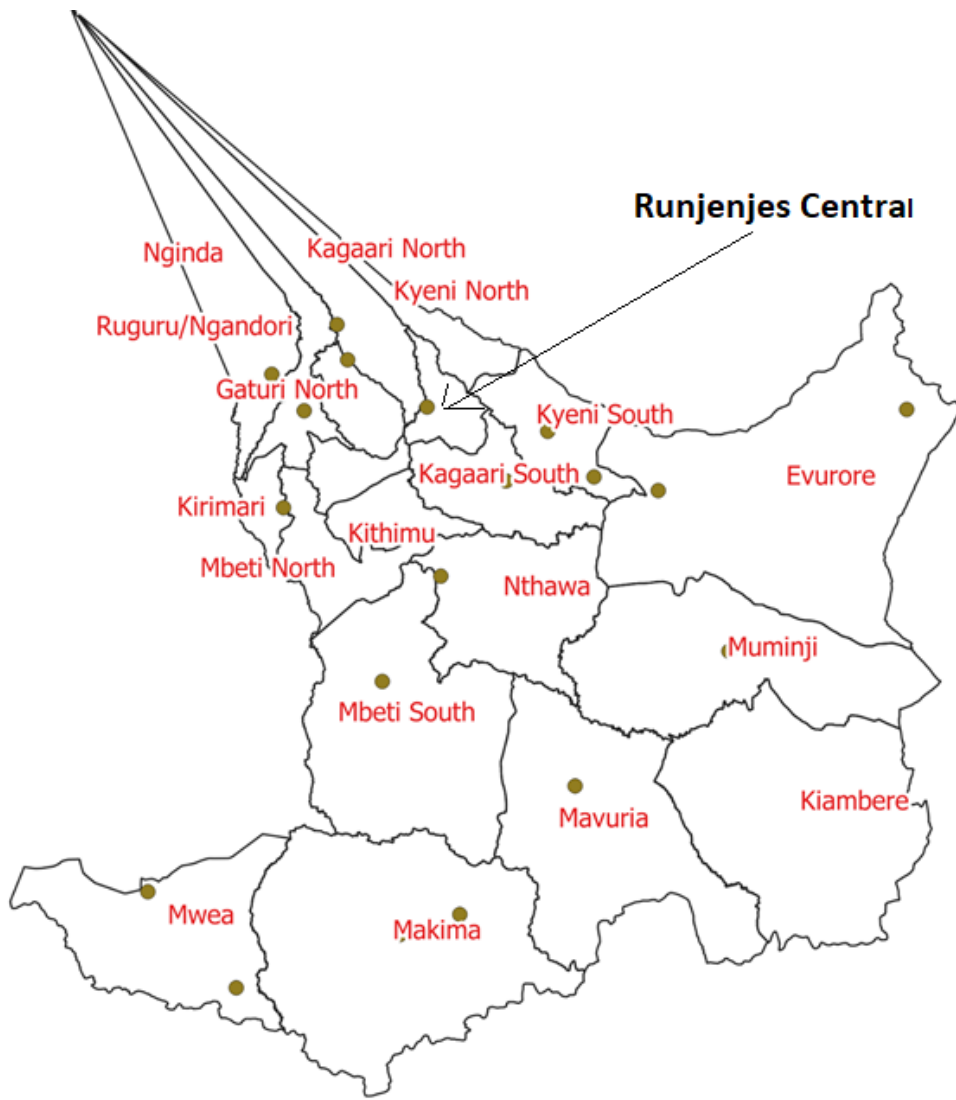 Runjenjes Central
Nginda
Kagaari North
Kyeni North
Ruguru/Ngandori
Gaturi North
Kyeni South
Kagaari South
Evurore
Kirimari
Kithimu
Mbeti North
Nthawa
Muminji
Mbeti South
Kiambere
Mavuria
Mwea
Makima